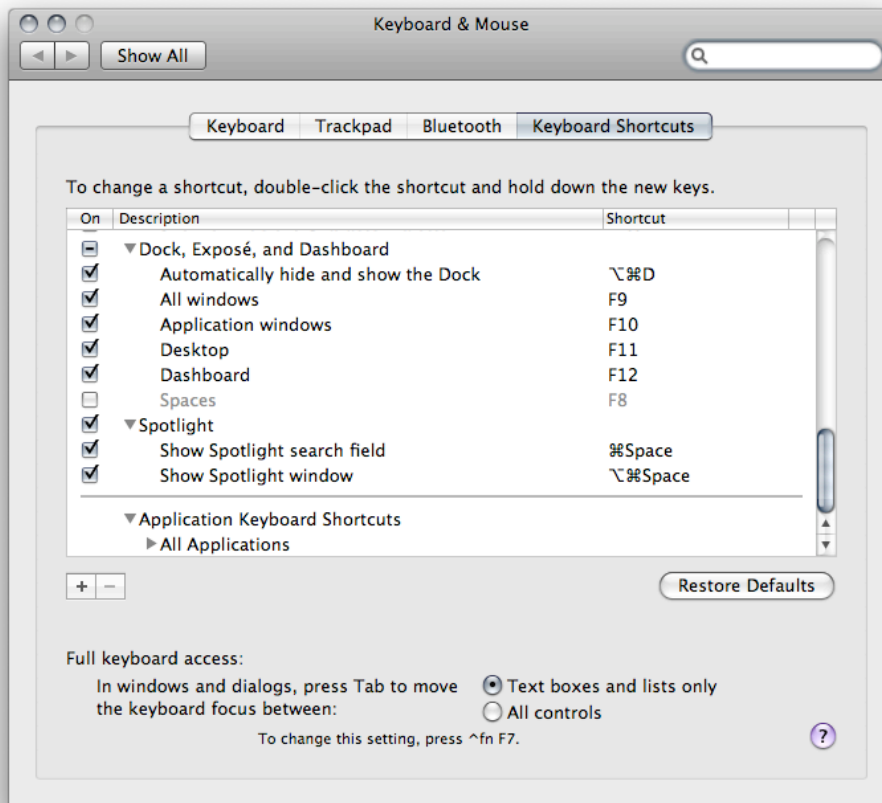 Keyboard & Mouse
Show All
Keyboard Trackpad Bluetooth Keyboard Shortcuts
To change a shortcut, double-click the shortcut and hold down the new keys.
On Description Shortcut
Dock, Exposé, and Dashboard
Automatically hide and show the Dock ⌥⌘D
All windows F9
Application windows F10
Desktop F11
Dashboard F12
Spaces F8
Spotlight
Show Spotlight search field ⌘Space
Show Spotlight window ⌥⌘Space
Application Keyboard Shortcuts
All Applications
+ − Restore Defaults
Full keyboard access:
In windows and dialogs, press Tab to move Text boxes and lists only
the keyboard focus between: All controls
To change this setting, press ^fn F7. ?